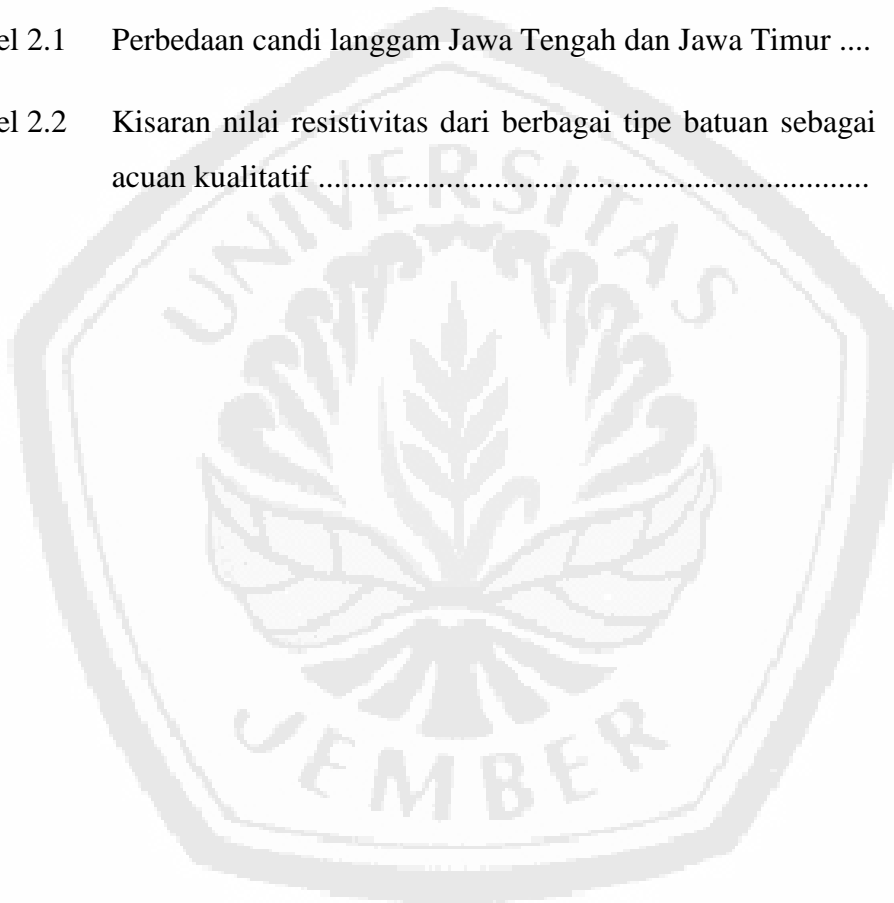 el 2.1 Perbedaan candi langgam Jawa Tengah dan Jawa Timur ....
el 2.2 Kisaran nilai resistivitas dari berbagai tipe batuan sebagai
acuan kualitatif .....................................................................
UNIVERSITAS
JEMBER